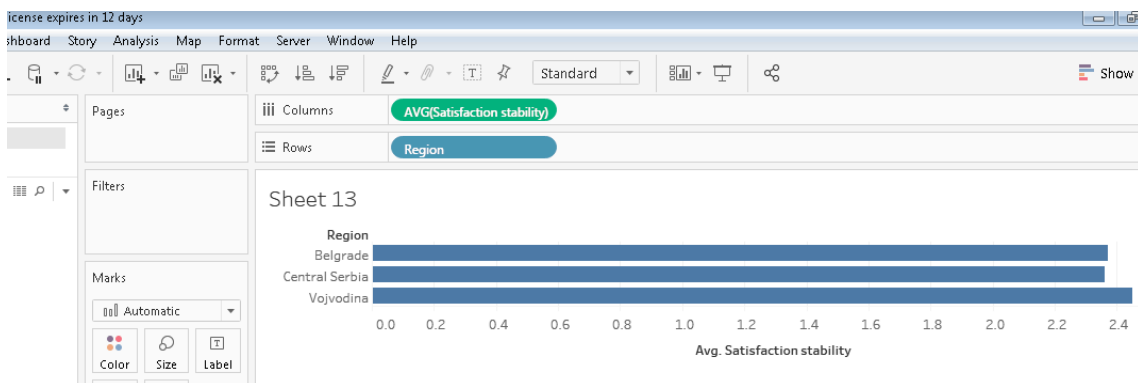 icense expires in 12 days
shboard Story Analysis Map Format Server Window Help
Standard Show
Pages
iii Columns AVG(Satisfaction stability)
Rows Region
Filters
Sheet 13
Region
Belgrade
Central Serbia
Vojvodina
0.0 0.2 0.4 0.6 0.8 1.0 1.2 1.4 1.6 1.8 2.0 2.2 2.4
Avg. Satisfaction stability
Marks
Automatic
Color Size Label